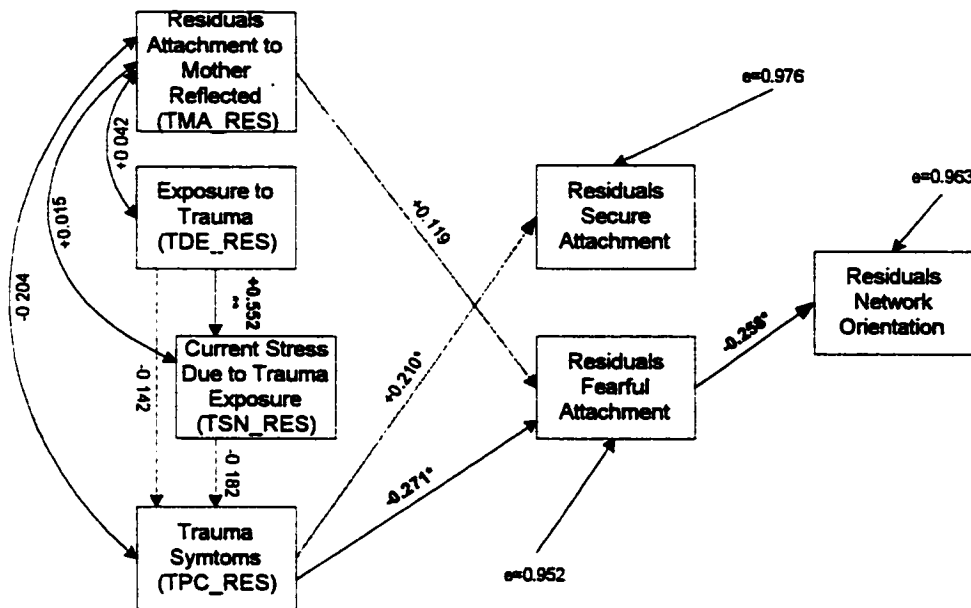 Residuals
Attachment to
Mother
Reflected
(TMA_RES)
e=0.976
+0.042
Exposure to
Trauma
(TDE_RES)
Residuals
Secure
Attachment
e=0.963
+0.119
+0.015
-0.204
Residuals
Network
Orientation
+0.552
**
Current Stress
Due to Trauma
Exposure
(TSN_RES)
-0.142
+0.210*
Residuals
Fearful
Attachment
-0.258*
-0.182
-0.271*
Trauma
Symtoms
(TPC_RES)
e=0.952